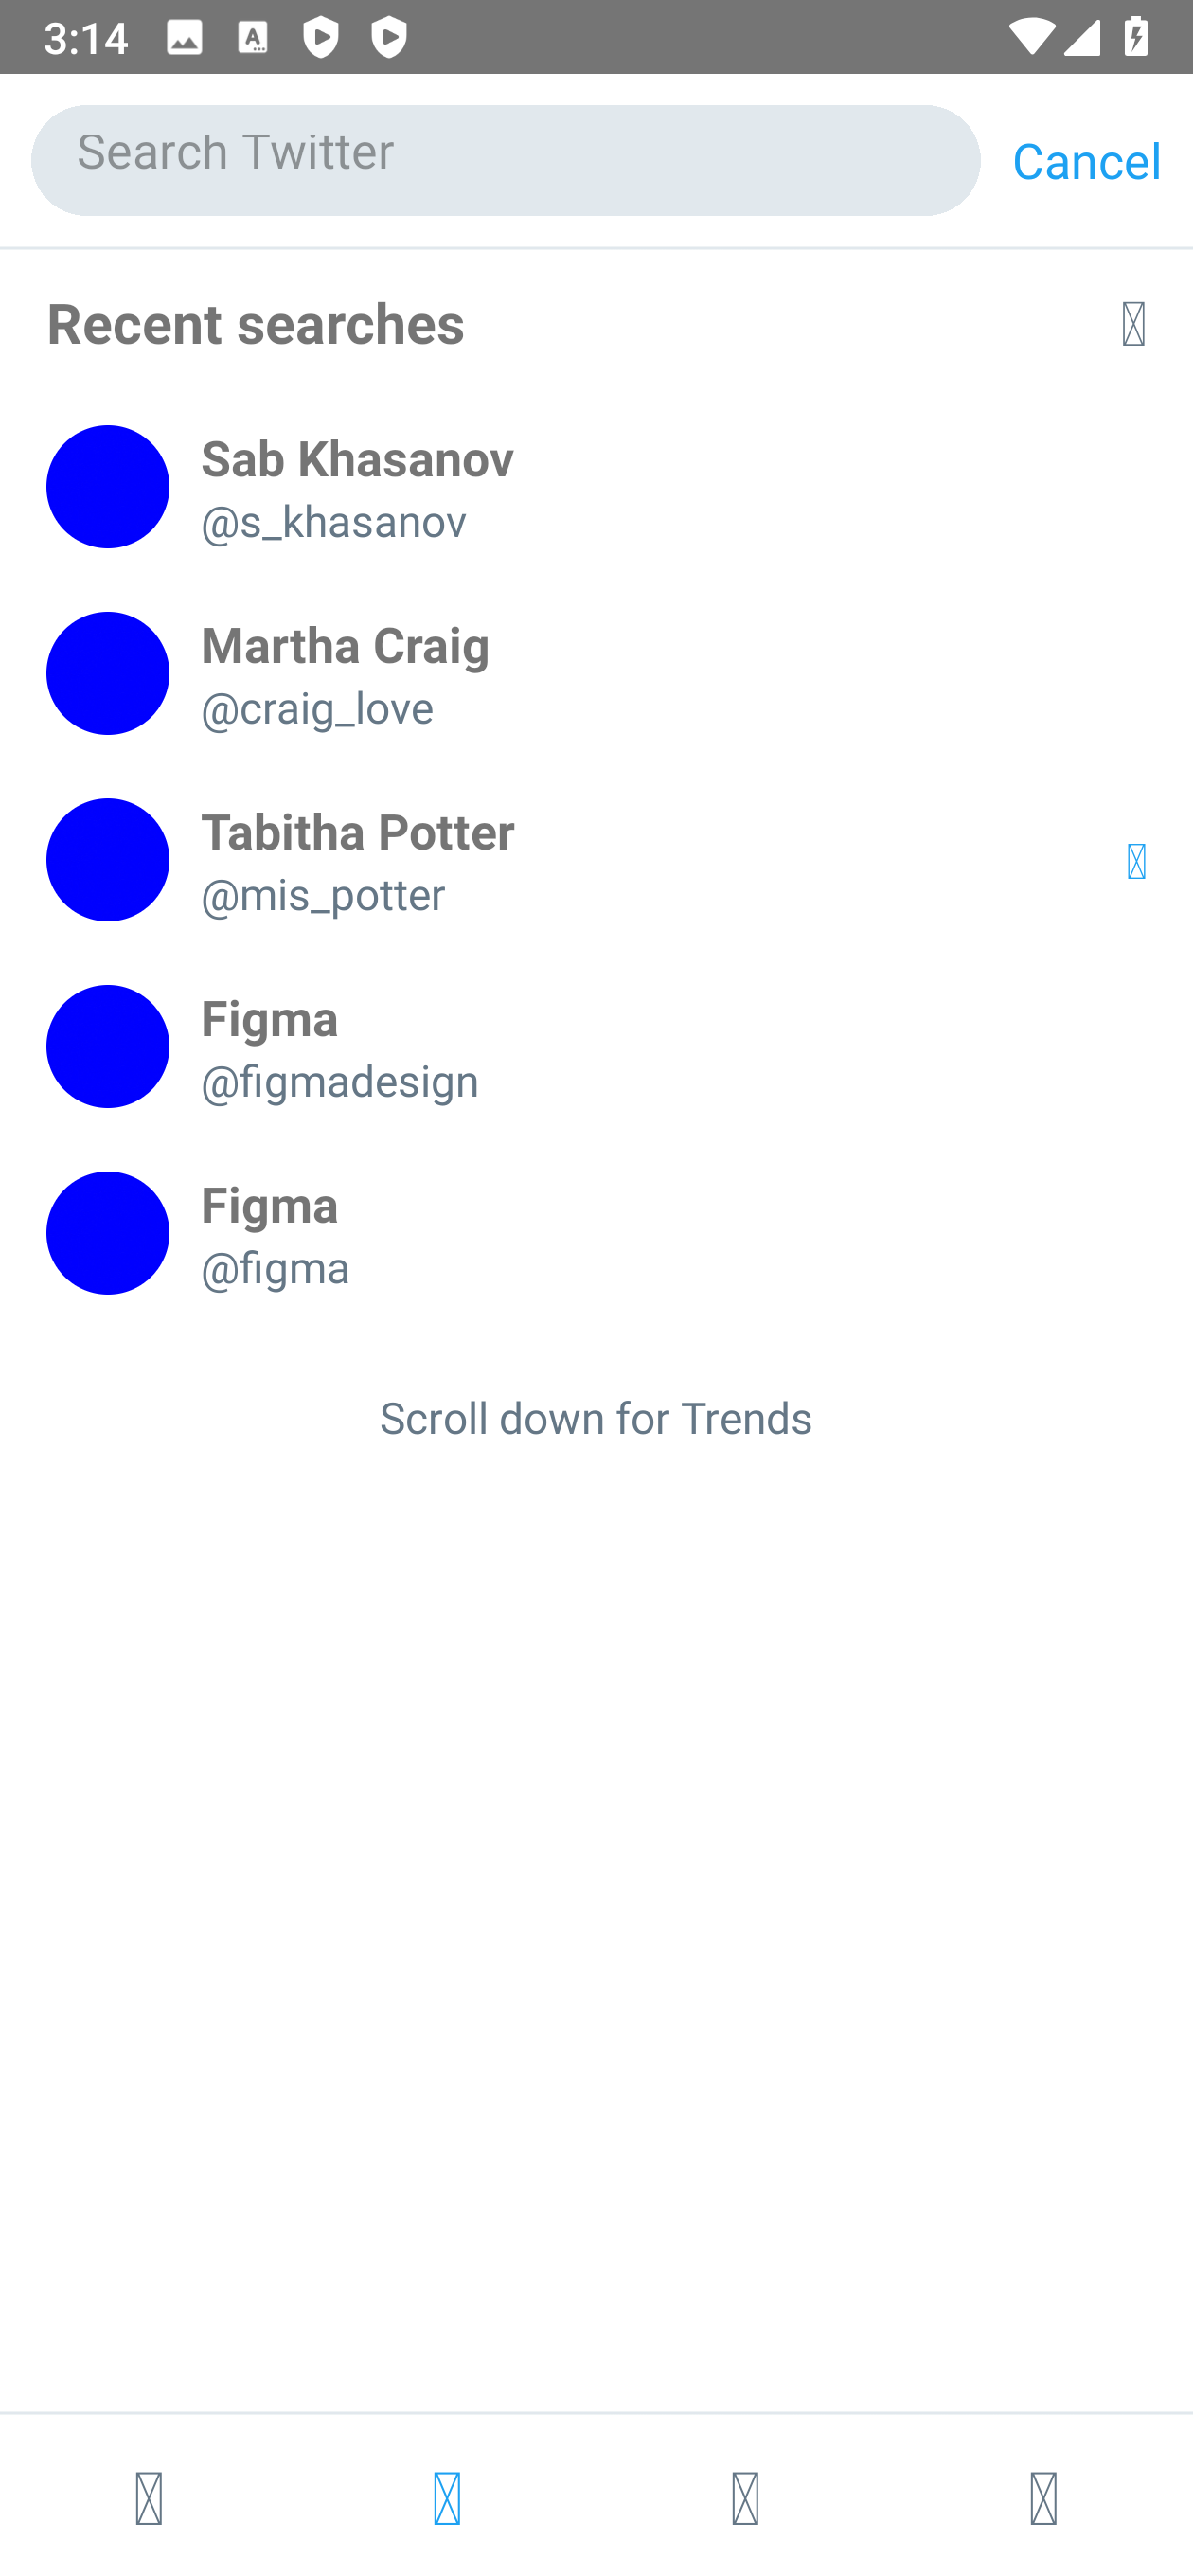 3:14
Search Twitter
Cancel
Recent searches
Sab Khasanov
@s_khasanov
Martha Craig
@craig_love
Tabitha Potter
@mis_potter
Figma
@figmadesign
Figma
@figma
Scroll down for Trends